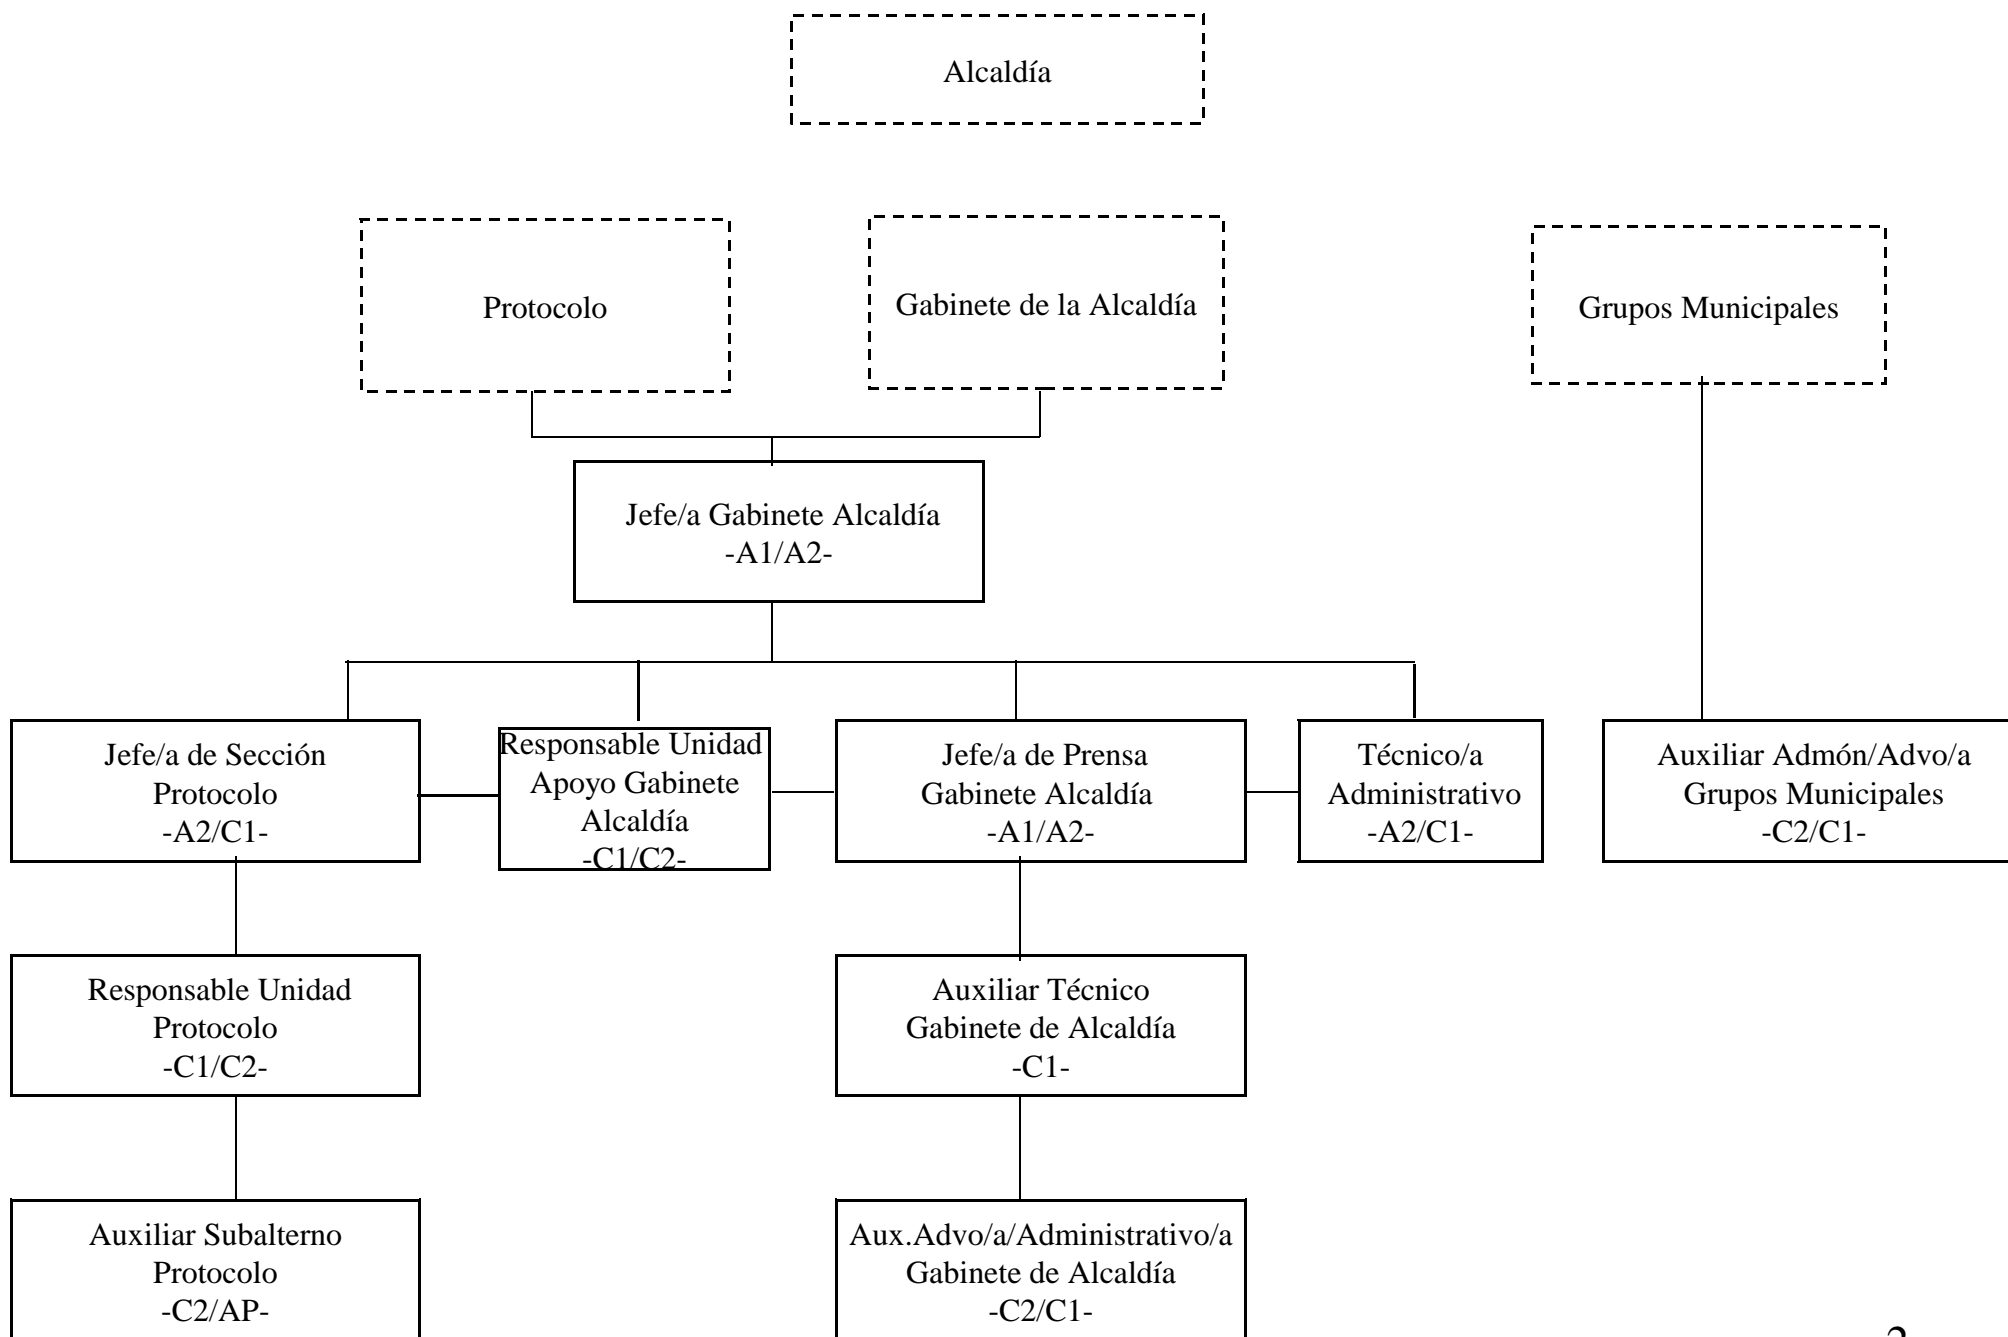 Alcaldía
Protocolo
Gabinete de la Alcaldía
Grupos Municipales
Jefe/a Gabinete Alcaldía
-A1/A2-
Jefe/a de Sección
Protocolo
-A2/C1-
Responsable Unidad
Apoyo Gabinete
Alcaldía
-C1/C2-
Jefe/a de Prensa
Gabinete Alcaldía
-A1/A2-
Técnico/a
Administrativo
-A2/C1-
Auxiliar Admón/Advo/a
Grupos Municipales
-C2/C1-
Responsable Unidad
Protocolo
-C1/C2-
Auxiliar Técnico
Gabinete de Alcaldía
-C1-
Auxiliar Subalterno
Protocolo
-C2/AP-
Aux.Advo/a/Administrativo/a
Gabinete de Alcaldía
-C2/C1-